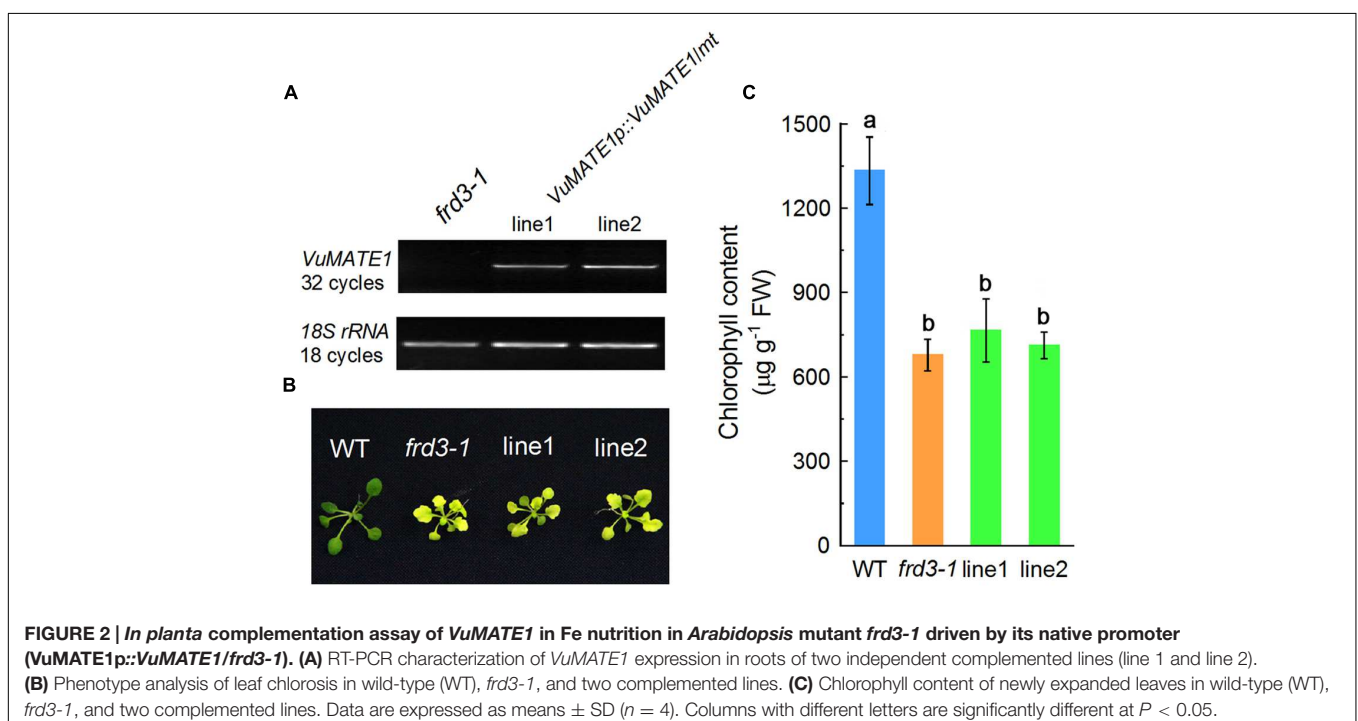 A
frd3-1
VuMATE1p::VuMATE1/mt
line1 line2
VuMATE1
32 cycles
18S rRNA
18 cycles
B
WT frd3-1 line1 line2
C
Chlorophyll content
(μg g⁻¹ FW)
1500
1200
900
600
300
0
a
b
b
b
WT frd3-1 line1 line2
FIGURE 2 | In planta complementation assay of VuMATE1 in Fe nutrition in Arabidopsis mutant frd3-1 driven by its native promoter
(VuMATE1p::VuMATE1/frd3-1). (A) RT-PCR characterization of VuMATE1 expression in roots of two independent complemented lines (line 1 and line 2).
(B) Phenotype analysis of leaf chlorosis in wild-type (WT), frd3-1, and two complemented lines. (C) Chlorophyll content of newly expanded leaves in wild-type (WT),
frd3-1, and two complemented lines. Data are expressed as means ± SD (n = 4). Columns with different letters are significantly different at P < 0.05.